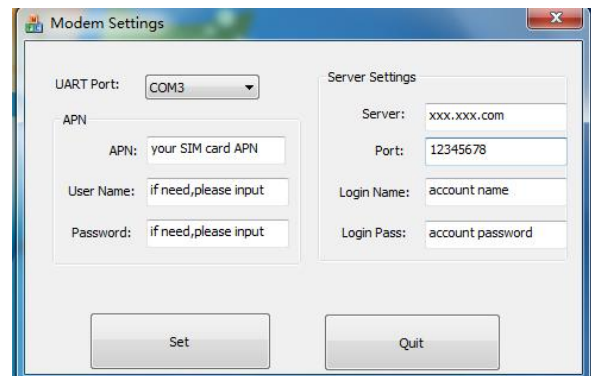 Modem Settings
UART Port:
COM3
APN
APN:
your SIM card APN
User Name:
if need,please input
Password:
if need,please input
Server Settings
Server:
xxx.xxx.com
Port:
12345678
Login Name:
account name
Login Pass:
account password
Set
Quit